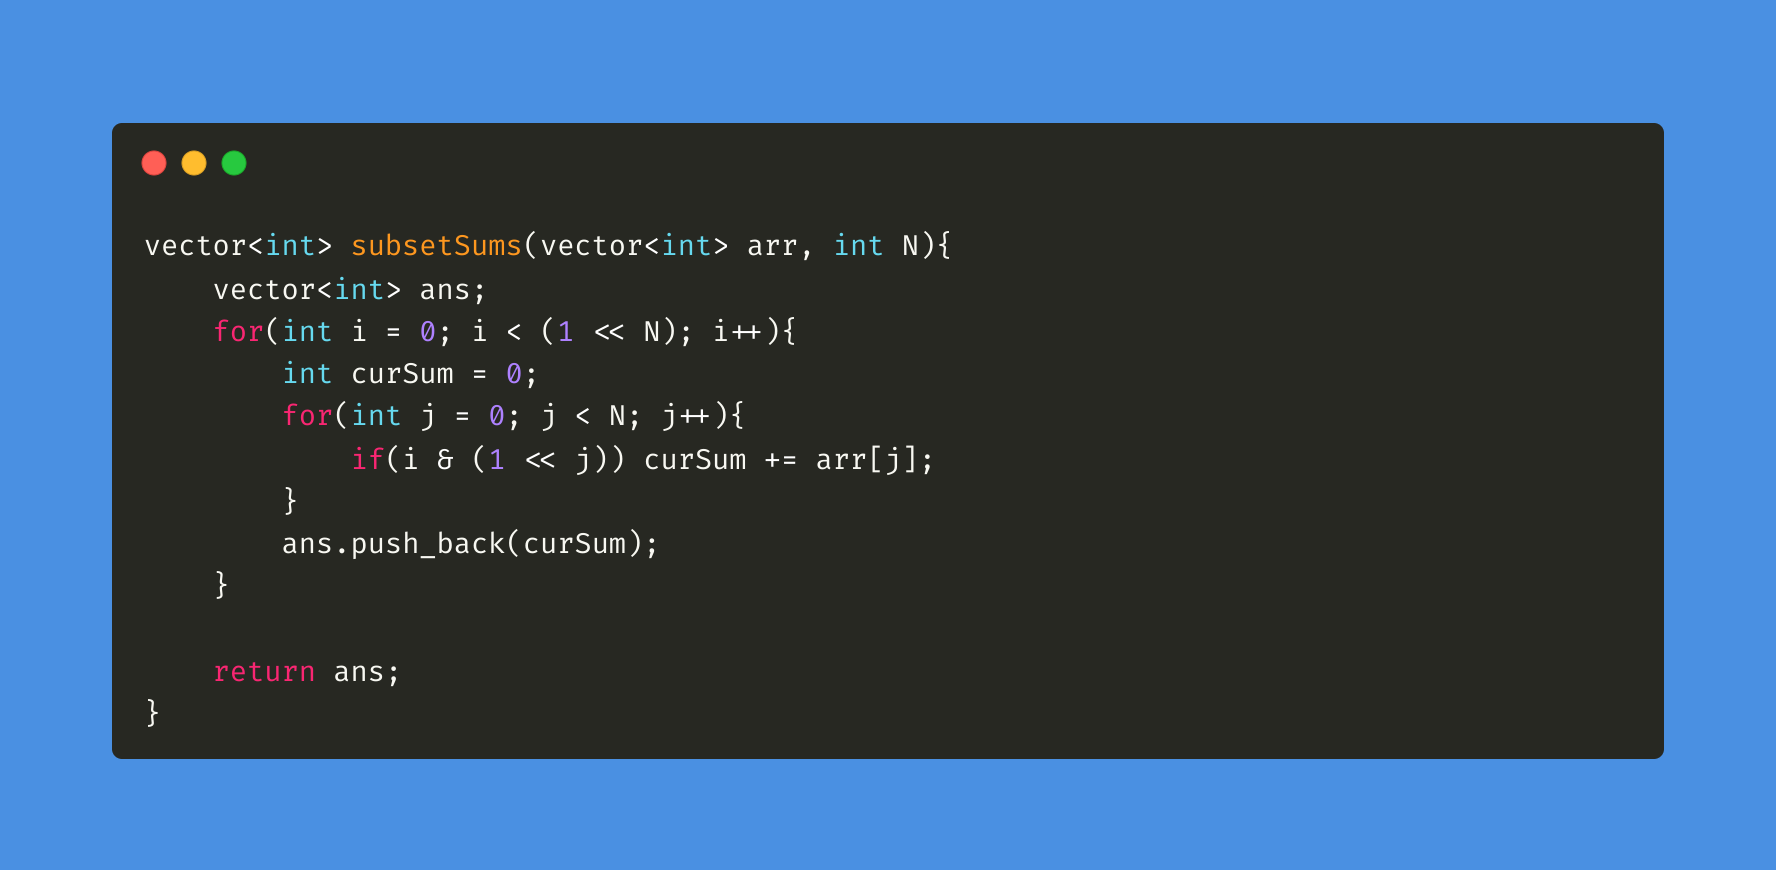 vector<int> subsetSums(vector<int> arr, int N){
    vector<int> ans;
    for(int i = 0; i < (1 << N); i++){
        int curSum = 0;
        for(int j = 0; j < N; j++){
            if(i & (1 << j)) curSum += arr[j];
        }
        ans.push_back(curSum);
    }

    return ans;
}